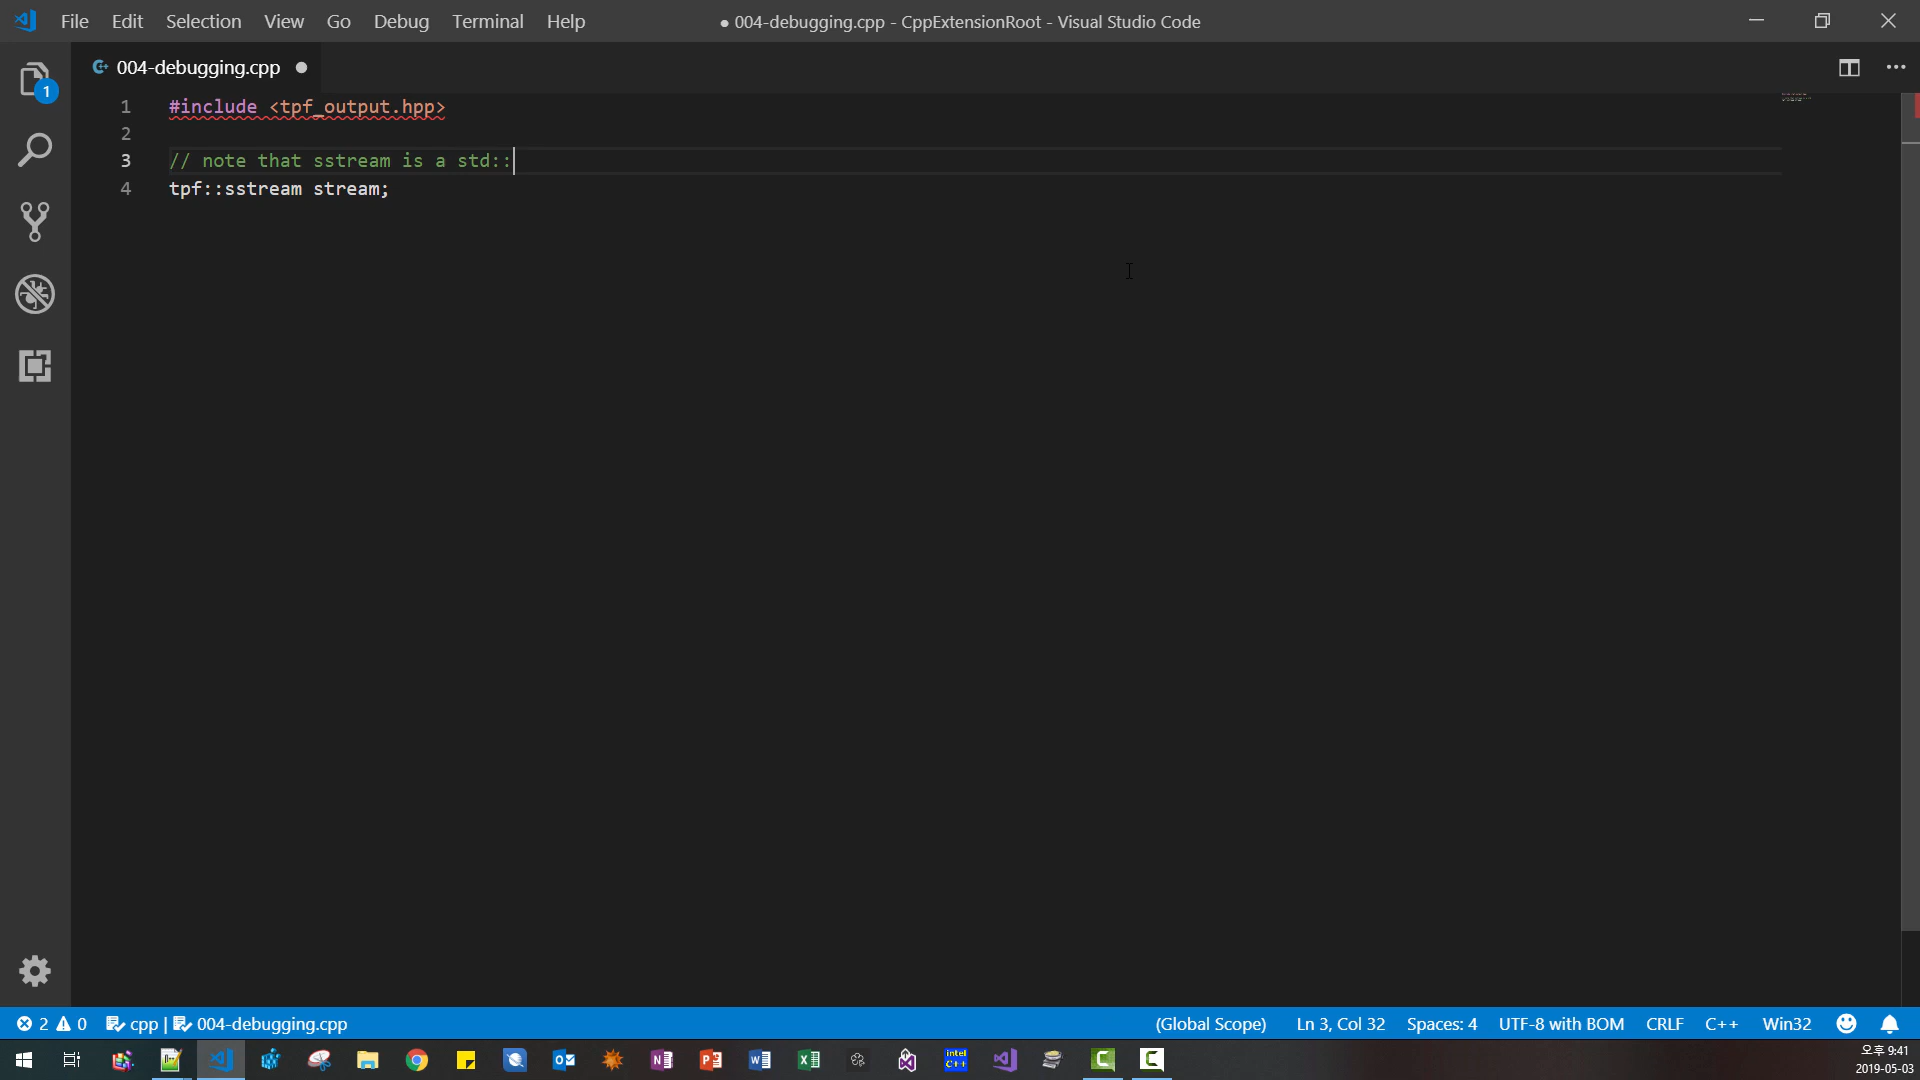 File Edit Selection View Go Debug Terminal Help
● 004-debugging.cpp - CppExtensionRoot - Visual Studio Code
004-debugging.cpp ●
1
1 #include <tpf_output.hpp>
2
3 // note that sstream is a std::
4 tpf::sstream stream;
2 0 cpp | 004-debugging.cpp
(Global Scope) Ln 3, Col 32 Spaces: 4 UTF-8 with BOM CRLF C++ Win32
intel C++
오후 9:41
2019-05-03